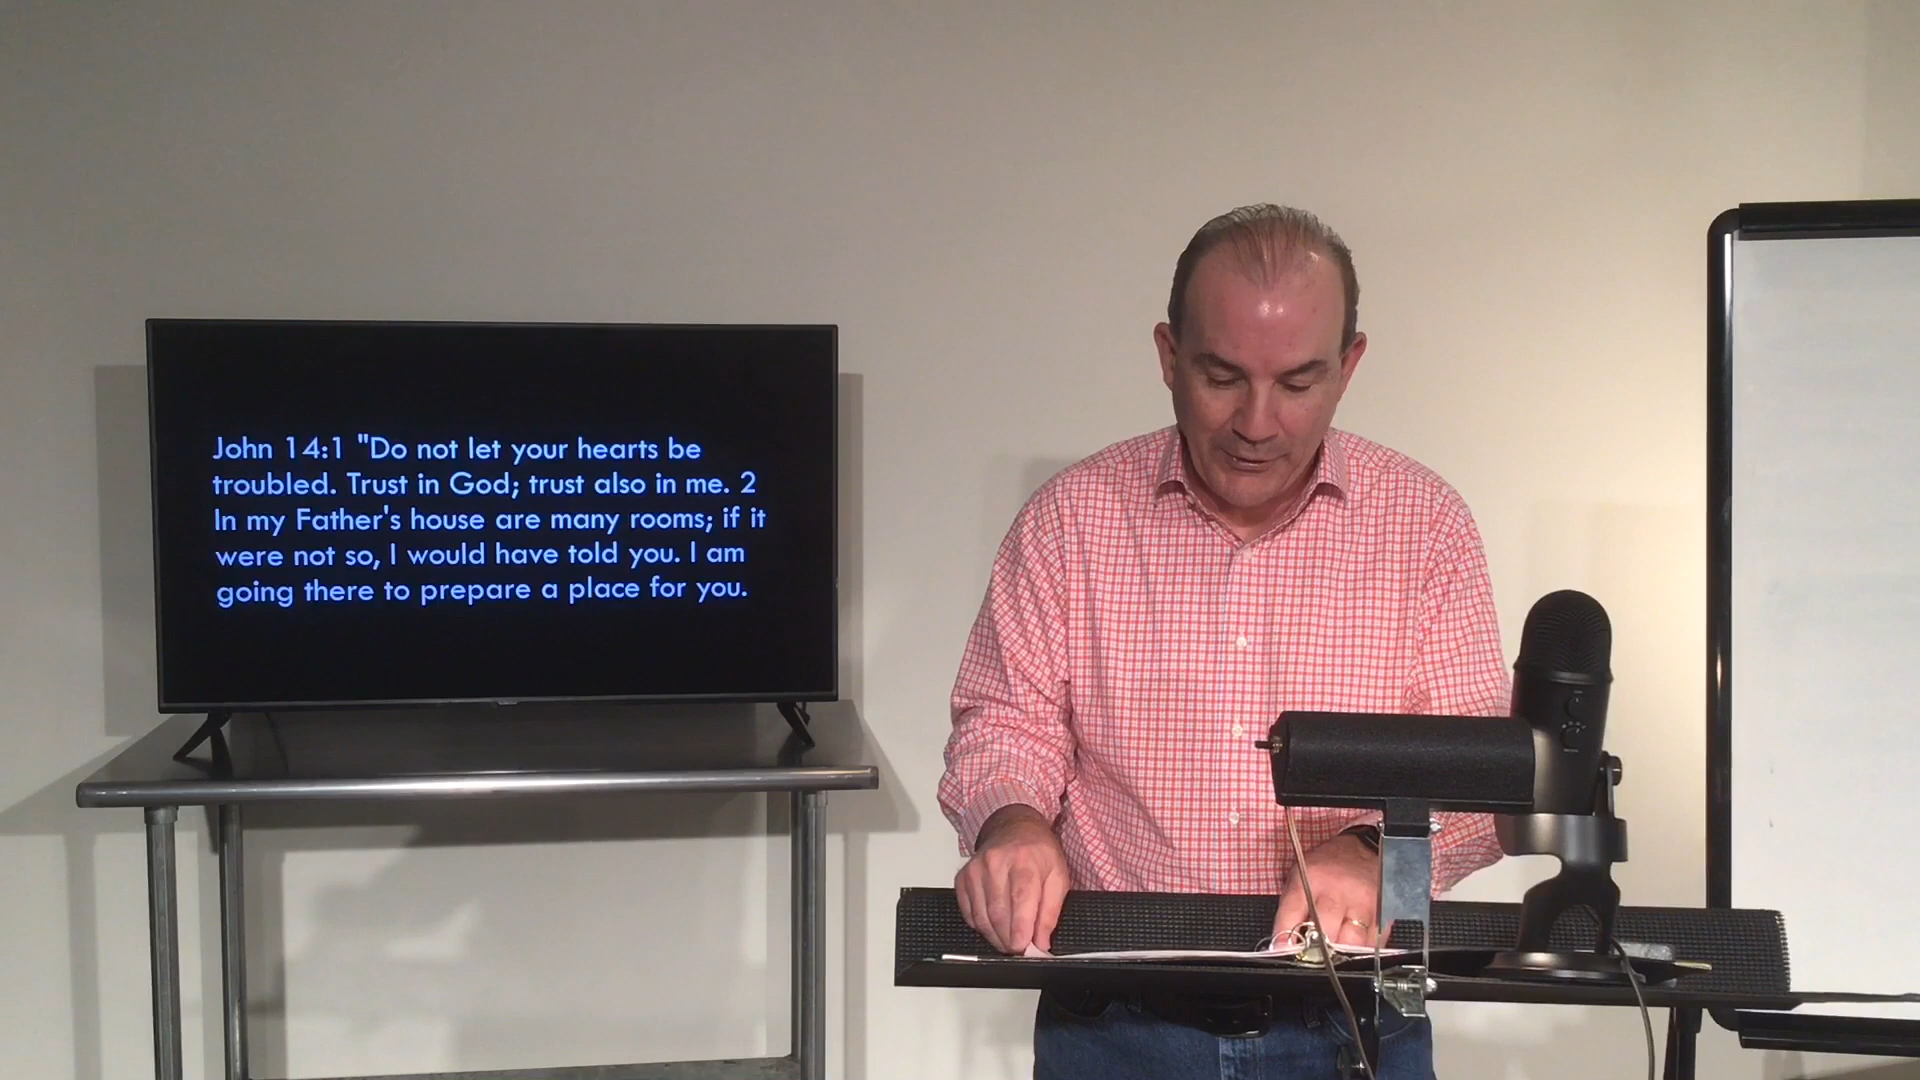 John 14:1 "Do not let your hearts be
troubled. Trust in God; trust also in me. 2
In my Father's house are many rooms; if it
were not so, I would have told you. I am
going there to prepare a place for you.